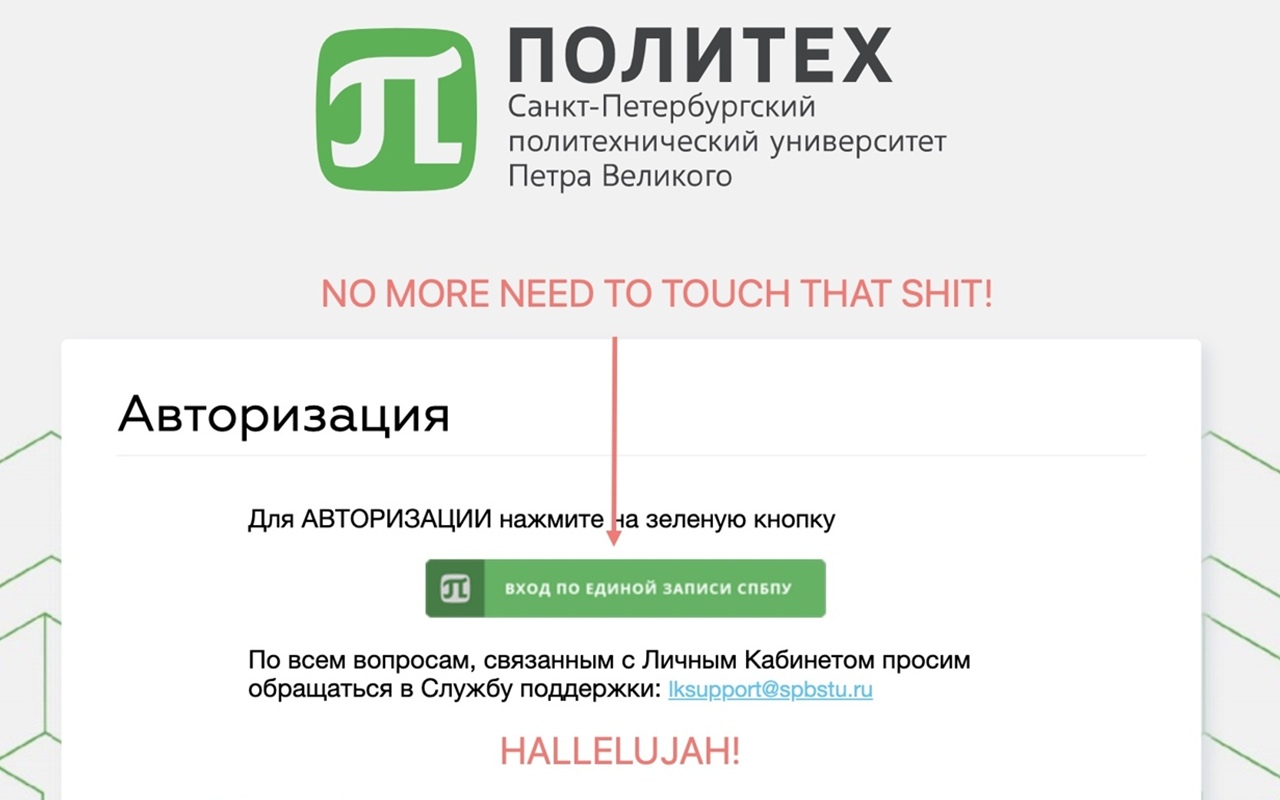 ПОЛИТЕХ
Санкт-Петербургский
политехнический университет
Петра Великого
NO MORE NEED TO TOUCH THAT SHIT!
Авторизация
Для АВТОРИЗАЦИИ нажмите на зеленую кнопку
ВХОД ПО ЕДИНОЙ ЗАПИСИ СПБПУ
По всем вопросам, связанным с Личным Кабинетом просим
обращаться в Службу поддержки: lksupport@spbstu.ru
HALLELUJAH!